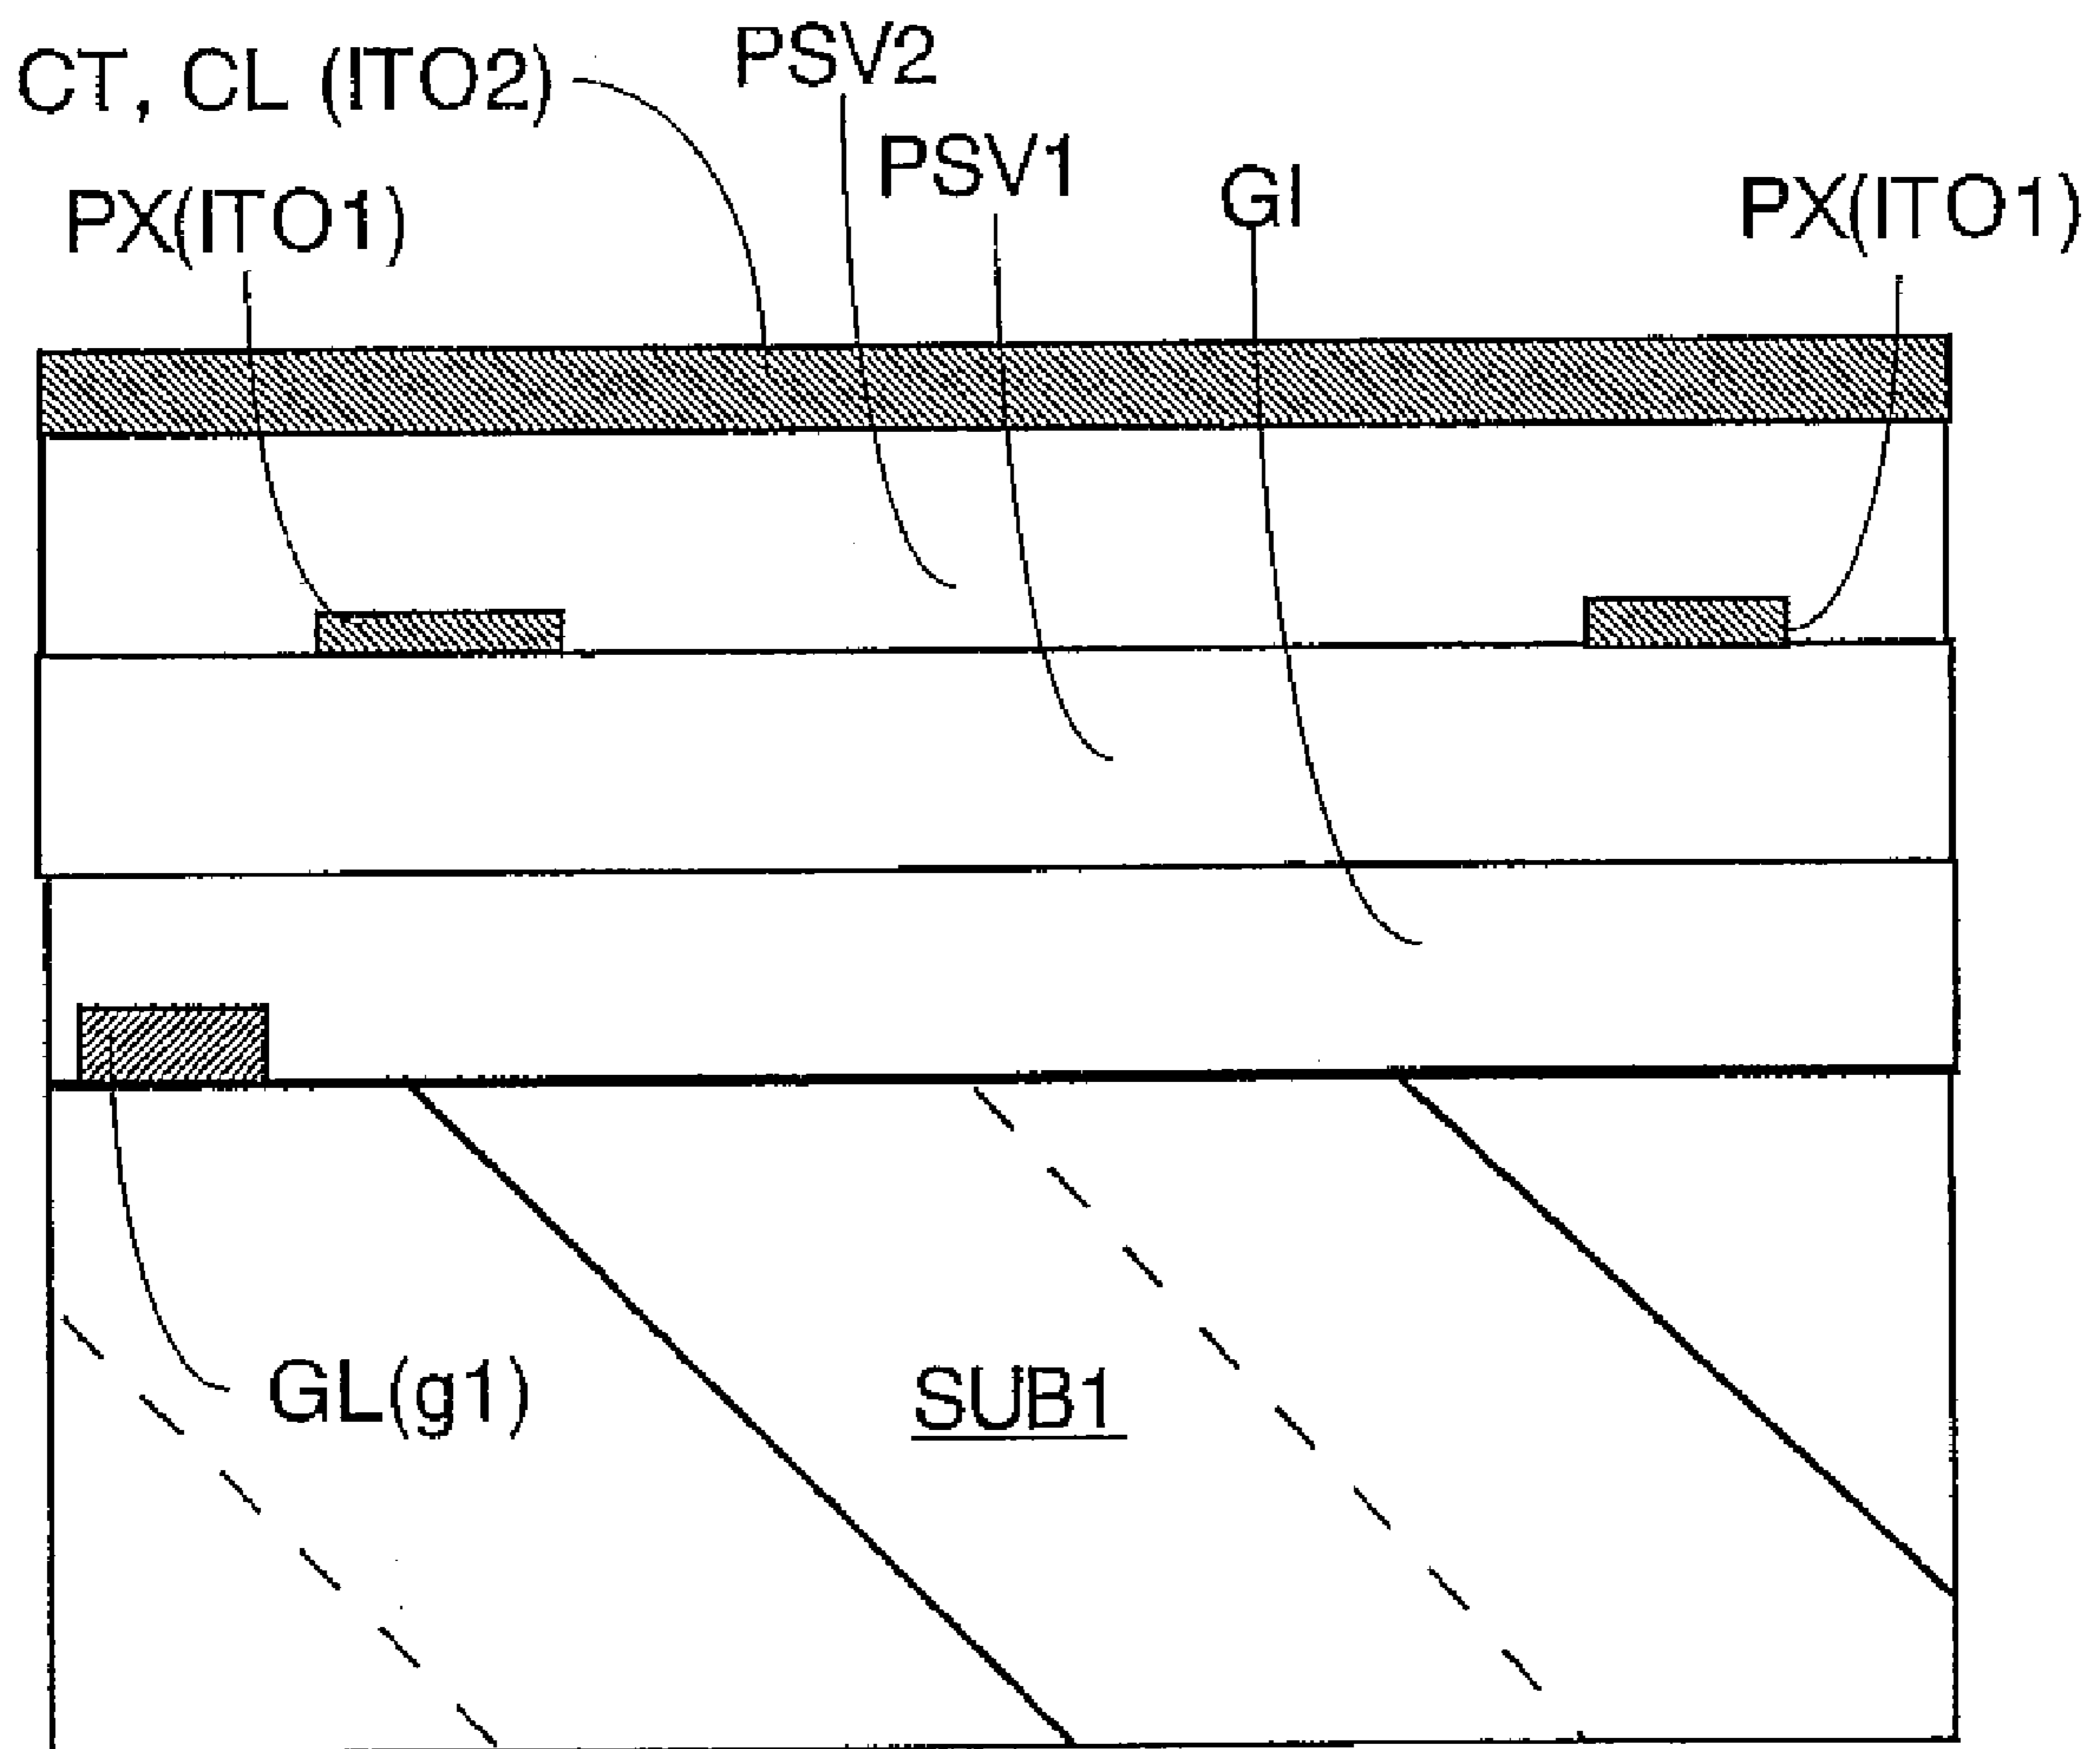 CT, CL (ITO2)
PSV2
PSV1
GI
PX(ITO1)
PX(ITO1)
GL(g1)
SUB1